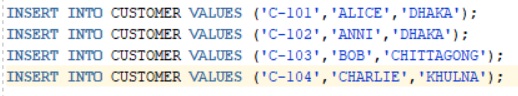 INSERT INTO CUSTOMER VALUES ('C-101','ALICE','DHAKA');
INSERT INTO CUSTOMER VALUES ('C-102','ANNI','DHAKA');
INSERT INTO CUSTOMER VALUES ('C-103','BOB','CHITTAGONG');
INSERT INTO CUSTOMER VALUES ('C-104','CHARLIE','KHULNA');